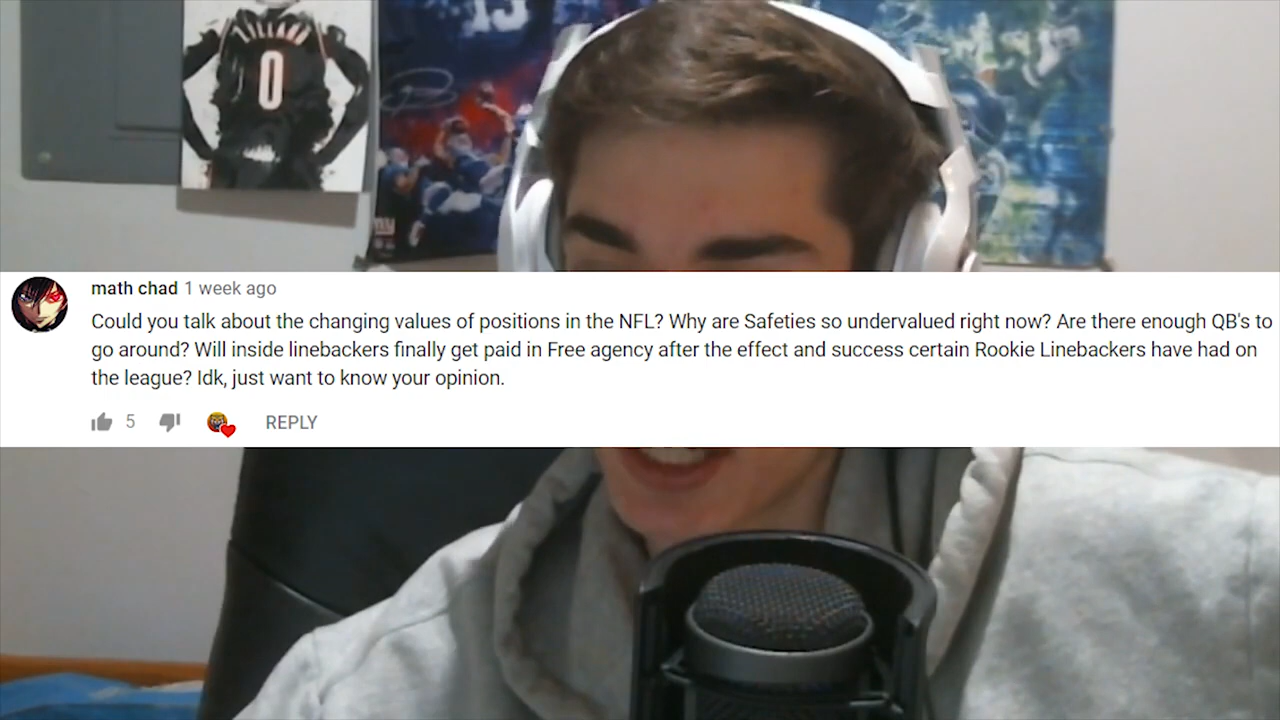 LILLARD
0
13
math chad 1 week ago
Could you talk about the changing values of positions in the NFL? Why are Safeties so undervalued right now? Are there enough QB's to
go around? Will inside linebackers finally get paid in Free agency after the effect and success certain Rookie Linebackers have had on
the league? Idk, just want to know your opinion.
5
REPLY